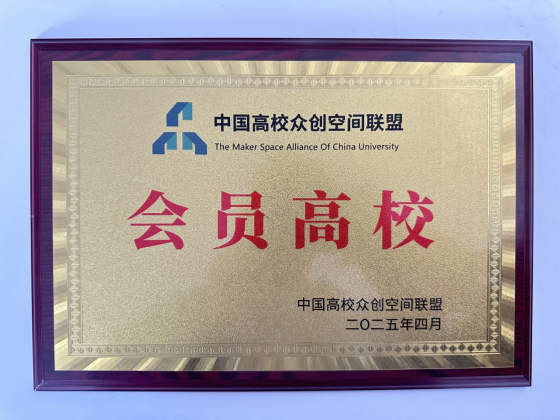 中国高校众创空间联盟
The Maker Space Alliance Of China University
会员高校
中国高校众创空间联盟
二〇二五年四月